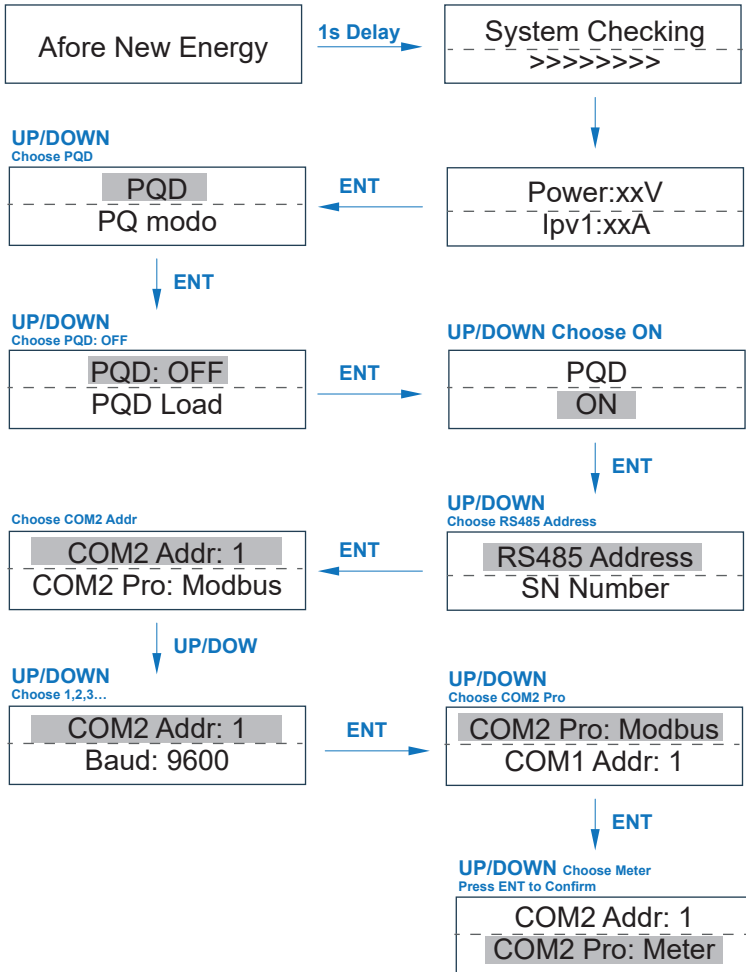 Afore New Energy
1s Delay
System Checking
>>>>>>>>
UP/DOWN
Choose PQD
PQD
PQ modo
ENT
Power:xxV
Ipv1:xxA
ENT
UP/DOWN
Choose PQD: OFF
PQD: OFF
PQD Load
ENT
UP/DOWN Choose ON
PQD
ON
ENT
Choose COM2 Addr
COM2 Addr: 1
COM2 Pro: Modbus
ENT
UP/DOWN
Choose RS485 Address
RS485 Address
SN Number
UP/DOW
UP/DOWN
Choose 1,2,3...
COM2 Addr: 1
Baud: 9600
ENT
UP/DOWN
Choose COM2 Pro
COM2 Pro: Modbus
COM1 Addr: 1
ENT
UP/DOWN Choose Meter
Press ENT to Confirm
COM2 Addr: 1
COM2 Pro: Meter